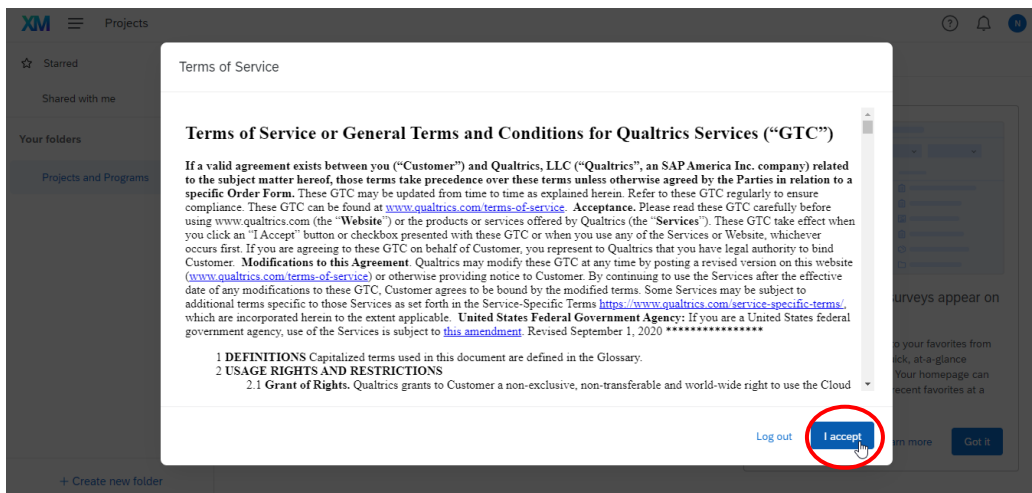 XM Projects
N
Starred
Shared with me
Your folders
Projects and Programs
+ Create new folder
Terms of Service
Terms of Service or General Terms and Conditions for Qualtrics Services (“GTC”)
If a valid agreement exists between you (“Customer”) and Qualtrics, LLC (“Qualtrics”, an SAP America Inc. company) related
to the subject matter hereof, those terms take precedence over these terms unless otherwise agreed by the Parties in relation to a
specific Order Form. These GTC may be updated from time to time as explained herein. Refer to these GTC regularly to ensure
compliance. These GTC can be found at www.qualtrics.com/terms-of-service. Acceptance. Please read these GTC carefully before
using www.qualtrics.com (the “Website”) or the products or services offered by Qualtrics (the “Services”). These GTC take effect when
you click an “I Accept” button or checkbox presented with these GTC or when you use any of the Services or Website, whichever
occurs first. If you are agreeing to these GTC on behalf of Customer, you represent to Qualtrics that you have legal authority to bind
Customer. Modifications to this Agreement. Qualtrics may modify these GTC at any time by posting a revised version on this website
(www.qualtrics.com/terms-of-service) or otherwise providing notice to Customer. By continuing to use the Services after the effective
date of any modifications to these GTC, Customer agrees to be bound by the modified terms. Some Services may be subject to
additional terms specific to those Services as set forth in the Service-Specific Terms https://www.qualtrics.com/service-specific-terms/,
which are incorporated herein to the extent applicable. United States Federal Government Agency: If you are a United States federal
government agency, use of the Services is subject to this amendment. Revised September 1, 2020 ****************
1 DEFINITIONS Capitalized terms used in this document are defined in the Glossary.
2 USAGE RIGHTS AND RESTRICTIONS
2.1 Grant of Rights. Qualtrics grants to Customer a non-exclusive, non-transferable and world-wide right to use the Cloud
Log out
I accept
surveys appear on
o your favorites from
ick, at-a-glance
Your homepage can
recent favorites at a
rn more
Got it